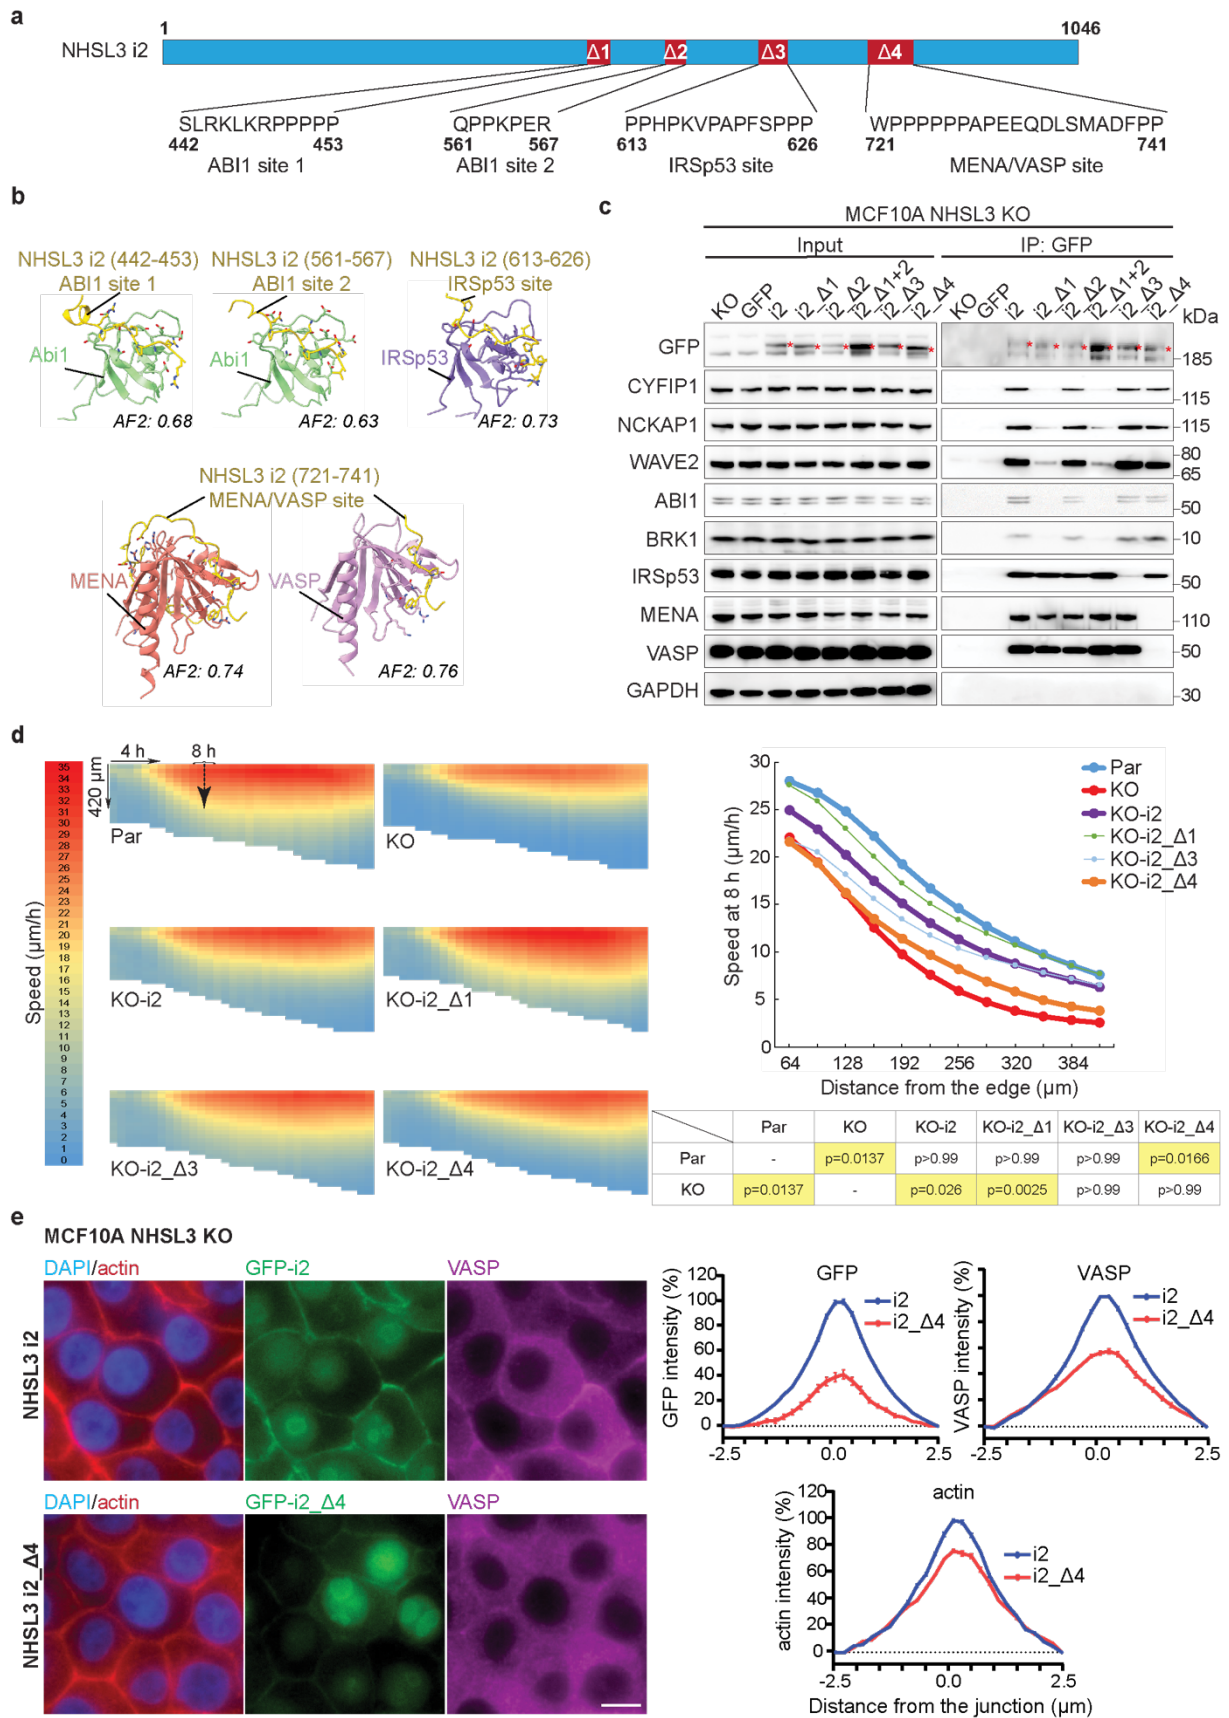 a
1
1046
NHSL3 i2
Δ1
Δ2
Δ3
Δ4
SLRKLKRPPPPP
QPPKPER
PPHPKVPAPFSPPP
WPPPPPPAPEEQDLSMADFPP
442
453
561
567
613
626
721
741
ABI1 site 1
ABI1 site 2
IRSp53 site
MENA/VASP site
b
NHSL3 i2 (442-453)
ABI1 site 1
Abi1
AF2: 0.68
NHSL3 i2 (561-567)
ABI1 site 2
Abi1
AF2: 0.63
NHSL3 i2 (613-626)
IRSp53 site
IRSp53
AF2: 0.73
NHSL3 i2 (721-741)
MENA/VASP site
MENA
AF2: 0.74
VASP
AF2: 0.76
c
MCF10A NHSL3 KO
Input
IP: GFP
KO
GFP
i2
i2_Δ1
i2_Δ2
i2_Δ1+2
i2_Δ3
i2_Δ4
KO
GFP
i2
i2_Δ1
i2_Δ2
i2_Δ1+2
i2_Δ3
i2_Δ4
kDa
GFP
185
CYFIP1
115
NCKAP1
115
WAVE2
80
65
ABI1
50
BRK1
10
IRSp53
50
MENA
110
VASP
50
GAPDH
30
d
Speed (µm/h)
35
34
33
32
31
30
29
28
27
26
25
24
23
22
21
20
19
18
17
16
15
14
13
12
11
10
9
8
7
6
5
4
3
2
1
0
4 h
8 h
420 µm
Par
KO
KO-i2
KO-i2_Δ1
KO-i2_Δ3
KO-i2_Δ4
Speed at 8 h (µm/h)
30
25
20
15
10
5
0
64
128
192
256
320
384
Distance from the edge (µm)
Par
KO
KO-i2
KO-i2_Δ1
KO-i2_Δ3
KO-i2_Δ4
Par KO KO-i2 KO-i2_Δ1 KO-i2_Δ3 KO-i2_Δ4
Par - p=0.0137 p>0.99 p>0.99 p>0.99 p=0.0166
KO p=0.0137 - p=0.026 p=0.0025 p>0.99 p>0.99
e
MCF10A NHSL3 KO
DAPI/actin
GFP-i2
VASP
NHSL3 i2
DAPI/actin
GFP-i2_Δ4
VASP
NHSL3 i2_Δ4
GFP
GFP intensity (%)
120
100
80
60
40
20
0
-2.5
0.0
2.5
i2
i2_Δ4
VASP
VASP intensity (%)
-2.5
0.0
2.5
i2
i2_Δ4
actin
actin intensity (%)
120
100
80
60
40
20
0
-2.5
0.0
2.5
i2
i2_Δ4
Distance from the junction (µm)